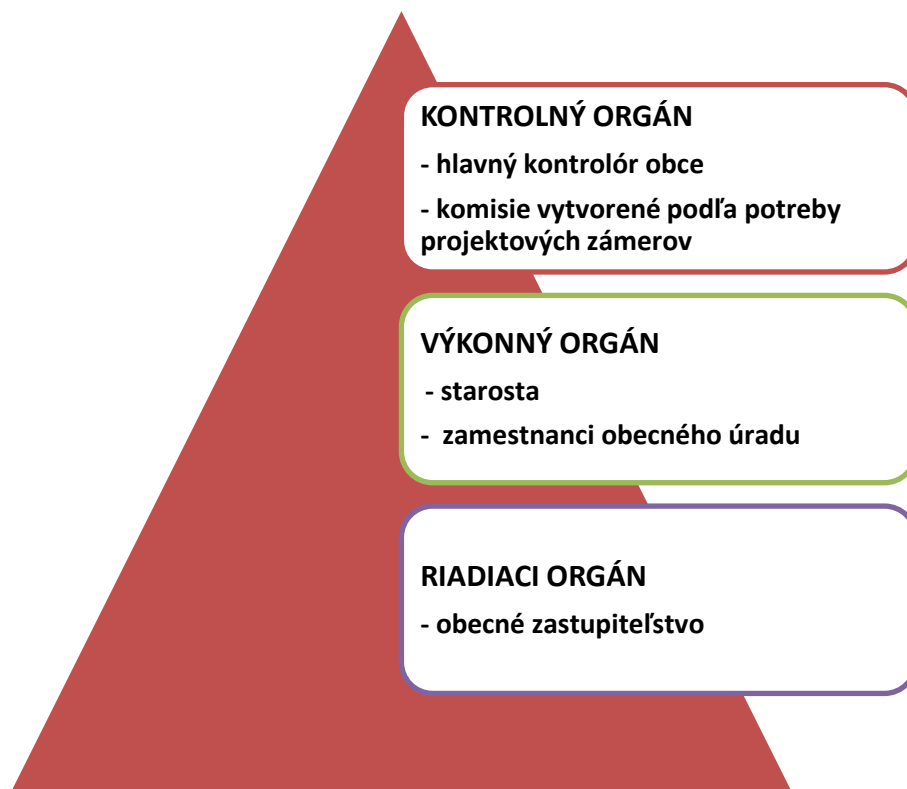 KONTROLNÝ ORGÁN
- hlavný kontrolór obce
- komisie vytvorené podľa potreby
projektových zámerov
VÝKONNÝ ORGÁN
- starosta
- zamestnanci obecného úradu
RIADIACI ORGÁN
- obecné zastupiteľstvo